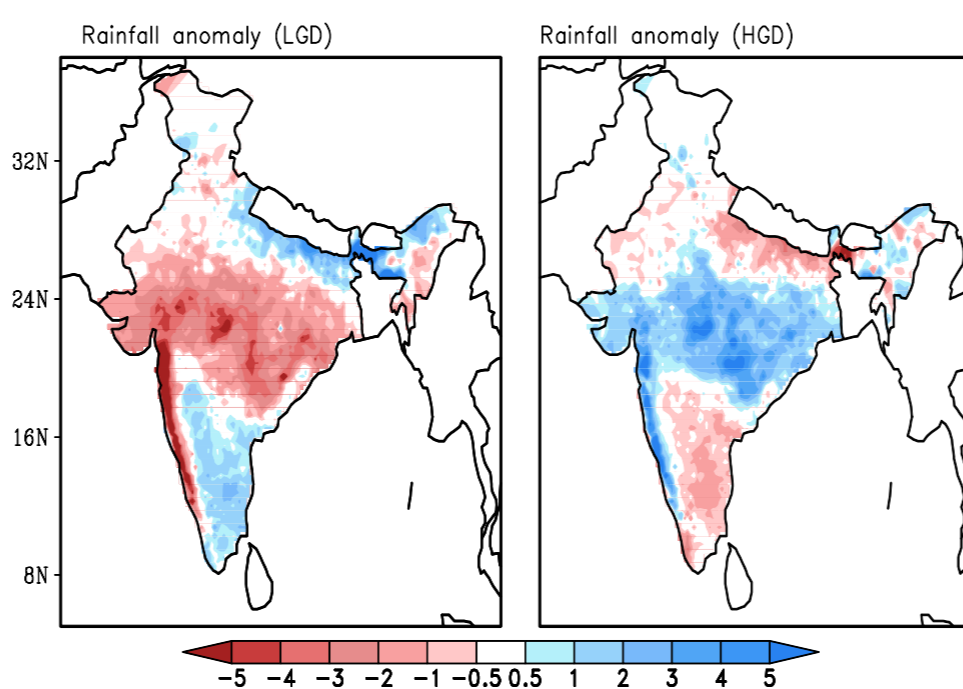 Rainfall anomaly (LGD)
Rainfall anomaly (HGD)
32N
24N
16N
8N
-5 -4 -3 -2 -1 -0.5 0.5 1 2 3 4 5